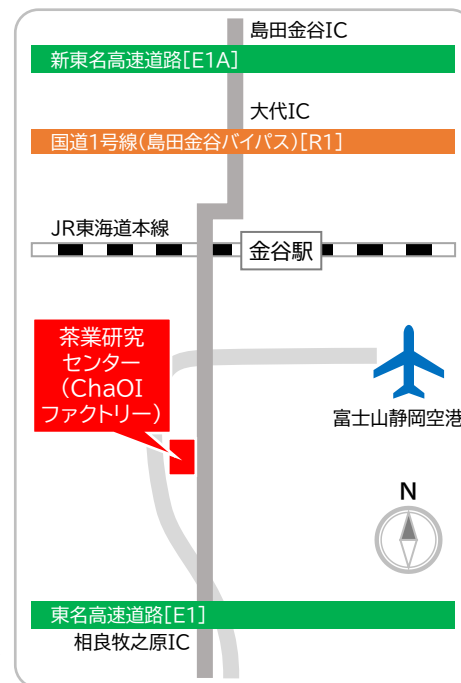 島田金谷IC
新東名高速道路[E1A]
大代IC
国道1号線(島田金谷バイパス)[R1]
JR東海道本線
金谷駅
茶業研究
センター
(ChaOI
ファクトリー)
富士山静岡空港
N
東名高速道路[E1]
相良牧之原IC